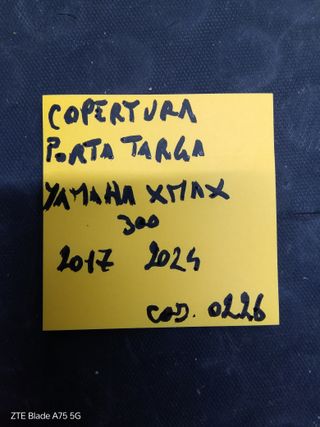 COPERTURA
PORTA TARGA
YAMAHA XMAX
300
2017 2024
COD. 0226
ZTE Blade A75 5G